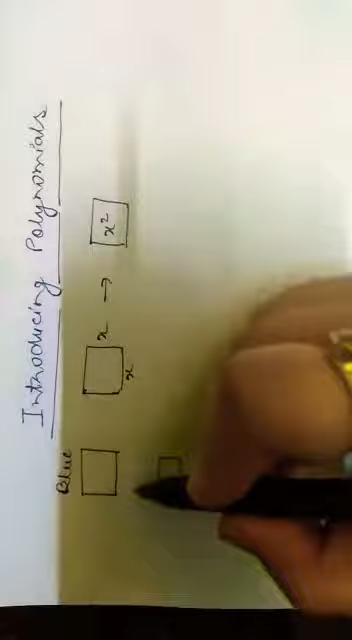 Introducing Polynomials
Blue
x → x²
x